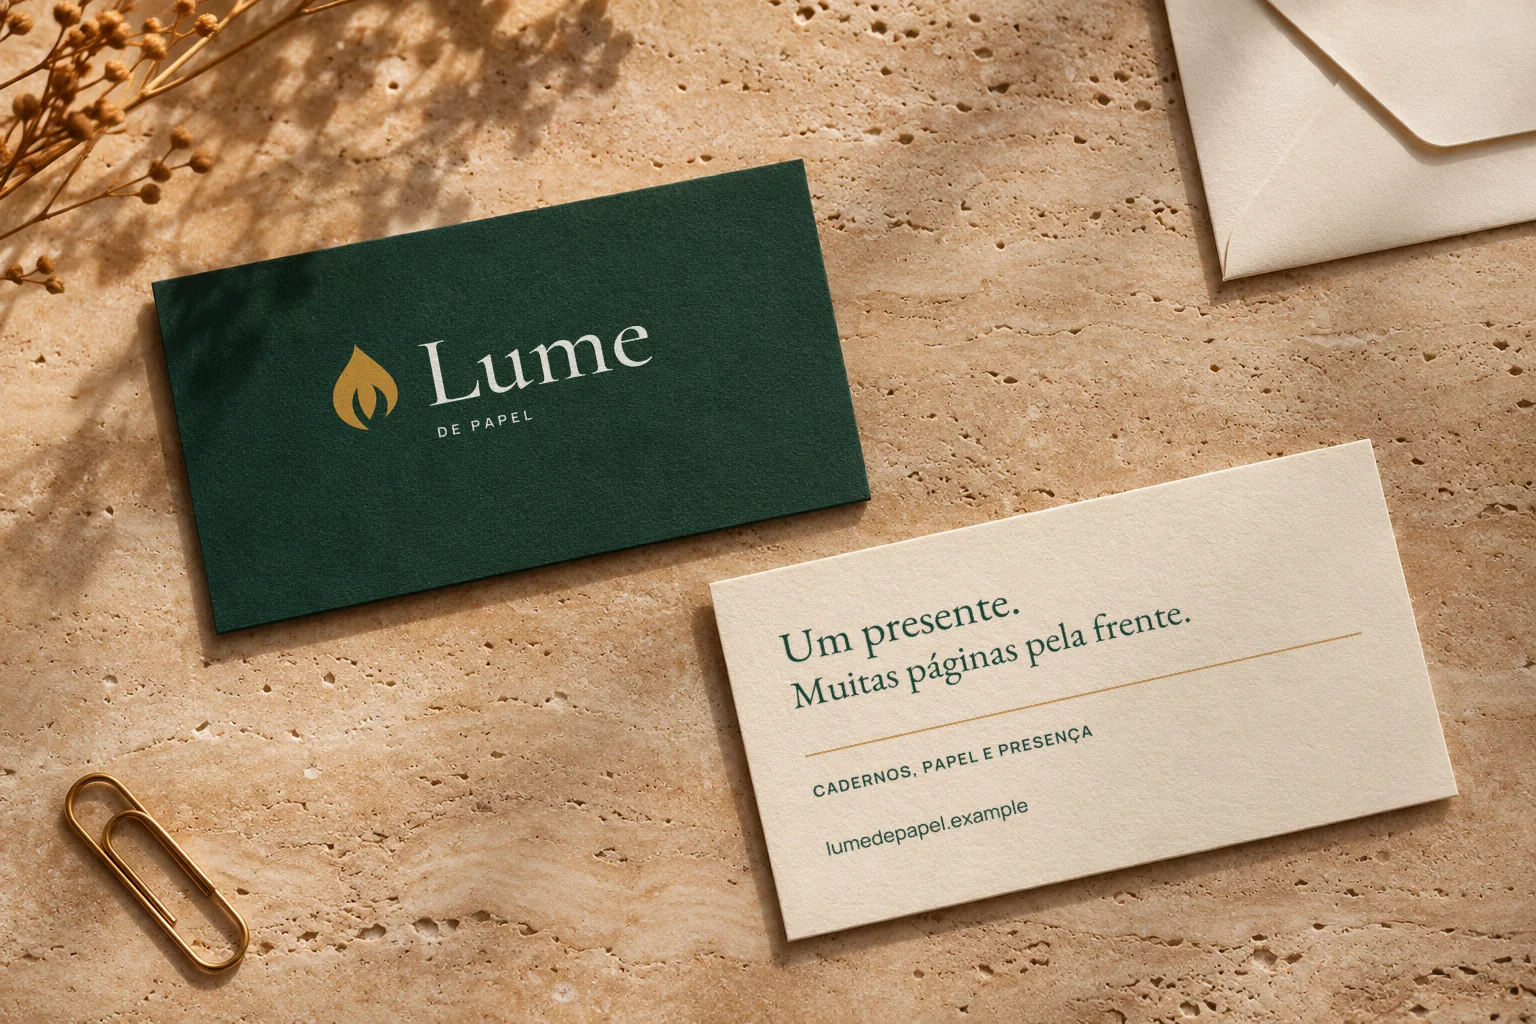 Lume
DE PAPEL
Um presente.
Muitas páginas pela frente.
CADERNOS, PAPEL E PRESENÇA
lumedepapel.example